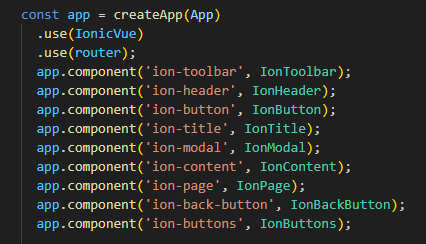 const app = createApp(App)
.use(IonicVue)
.use(router);
app.component('ion-toolbar', IonToolbar);
app.component('ion-header', IonHeader);
app.component('ion-button', IonButton);
app.component('ion-title', IonTitle);
app.component('ion-modal', IonModal);
app.component('ion-content', IonContent);
app.component('ion-page', IonPage);
app.component('ion-back-button', IonBackButton);
app.component('ion-buttons', IonButtons);